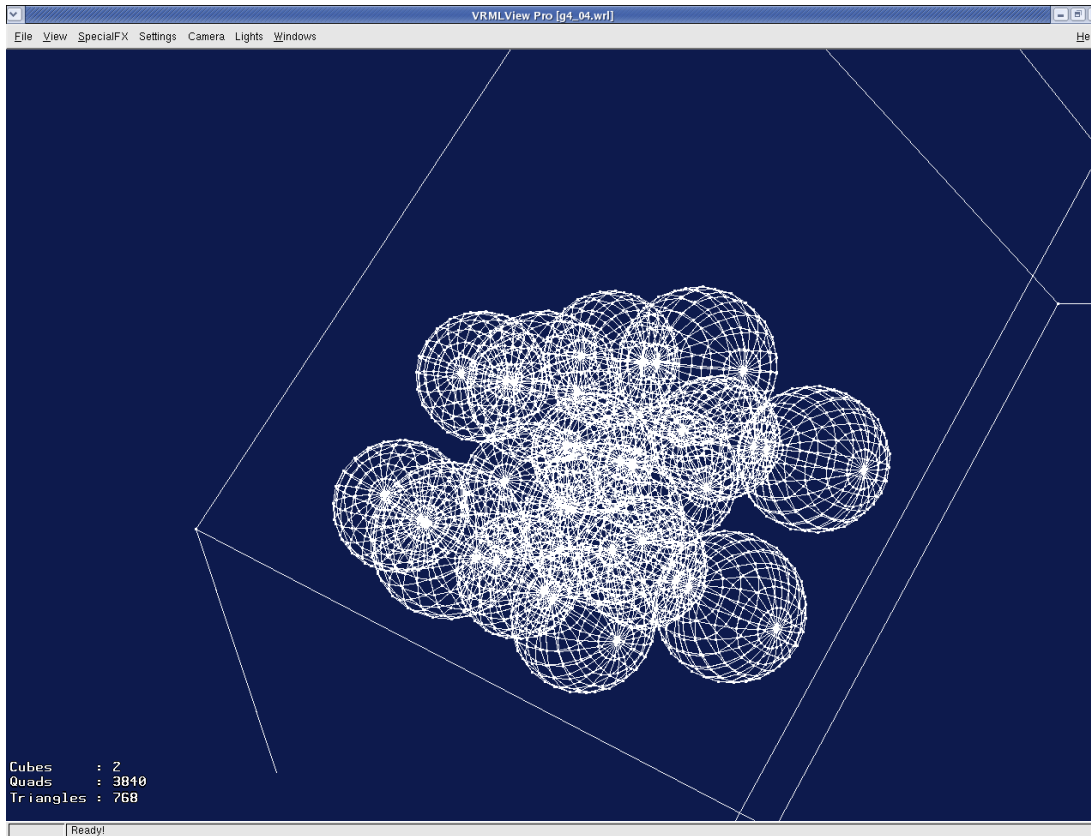 VRMLView Pro [g4_04.wrl]
File View SpecialFX Settings Camera Lights Windows He
Cubes : 2
Quads : 3840
Triangles : 768
Ready!